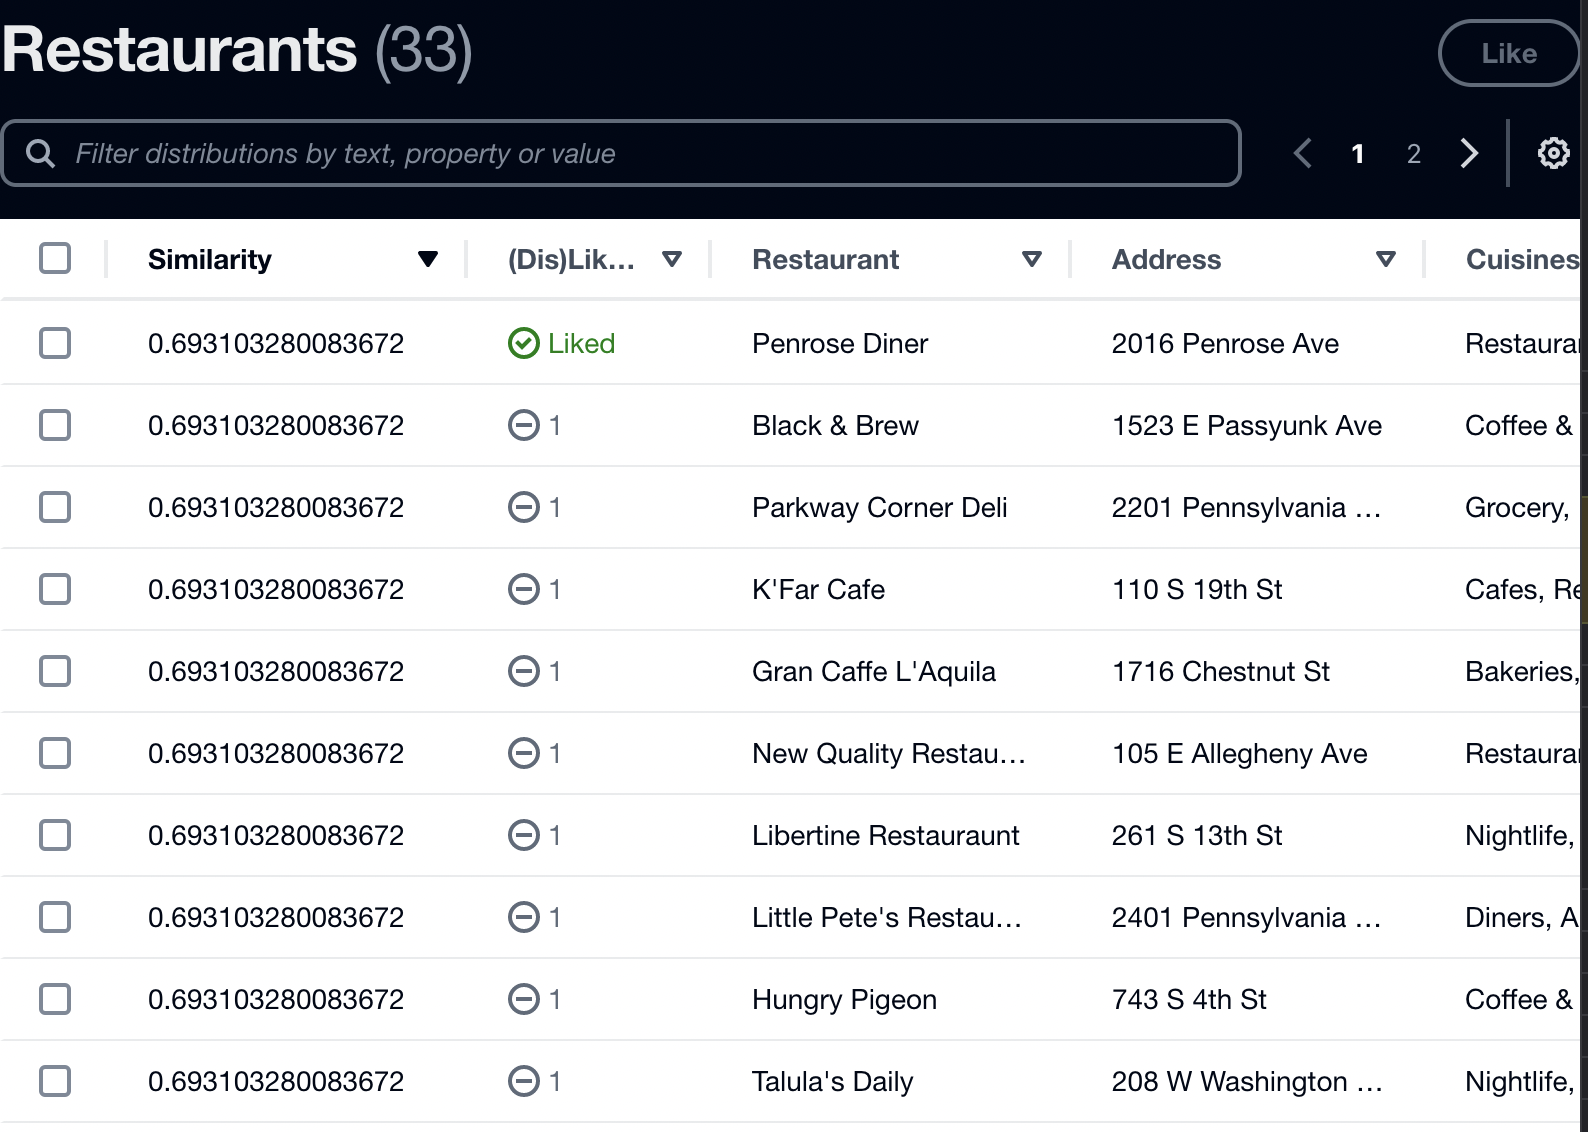 Restaurants (33)
Like
Filter distributions by text, property or value
1 2
Similarity (Dis)Lik... Restaurant Address Cuisines
0.693103280083672 Liked Penrose Diner 2016 Penrose Ave Restaura
0.693103280083672 1 Black & Brew 1523 E Passyunk Ave Coffee &
0.693103280083672 1 Parkway Corner Deli 2201 Pennsylvania ... Grocery,
0.693103280083672 1 K'Far Cafe 110 S 19th St Cafes, Re
0.693103280083672 1 Gran Caffe L'Aquila 1716 Chestnut St Bakeries,
0.693103280083672 1 New Quality Restau... 105 E Allegheny Ave Restaura
0.693103280083672 1 Libertine Restauraunt 261 S 13th St Nightlife,
0.693103280083672 1 Little Pete's Restau... 2401 Pennsylvania ... Diners, A
0.693103280083672 1 Hungry Pigeon 743 S 4th St Coffee &
0.693103280083672 1 Talula's Daily 208 W Washington ... Nightlife,